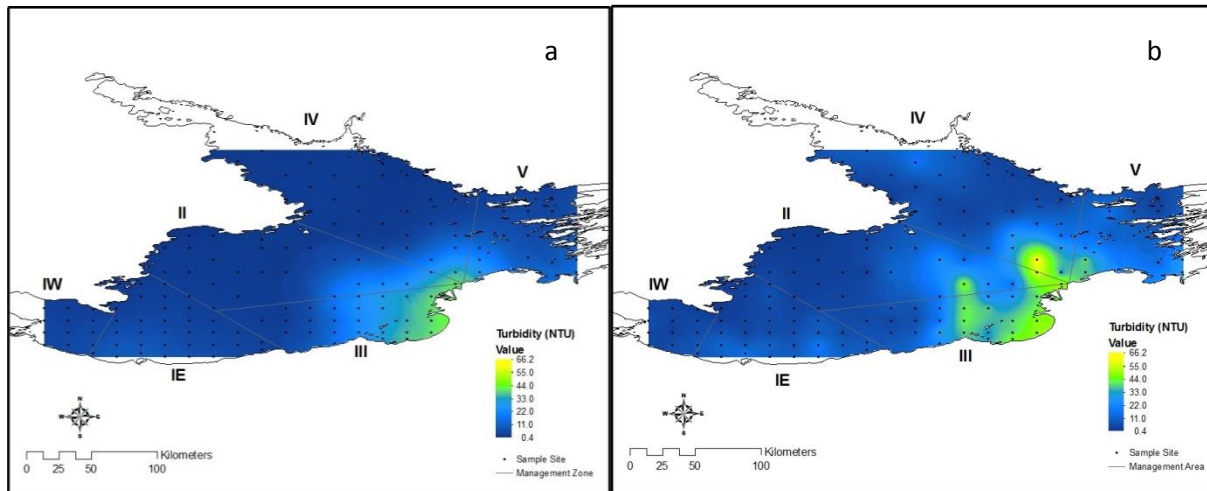 a
IV
V
II
IW
III
IE
Turbidity (NTU)
Value
66.2
55.0
44.0
33.0
22.0
11.0
0.4
N
W E
S
0 25 50 100 Kilometers
• Sample Site
— Management Zone
b
IV
V
II
IW
III
IE
Turbidity (NTU)
Value
66.2
55.0
44.0
33.0
22.0
11.0
0.4
N
W E
S
0 25 50 100 Kilometers
• Sample Site
— Management Area